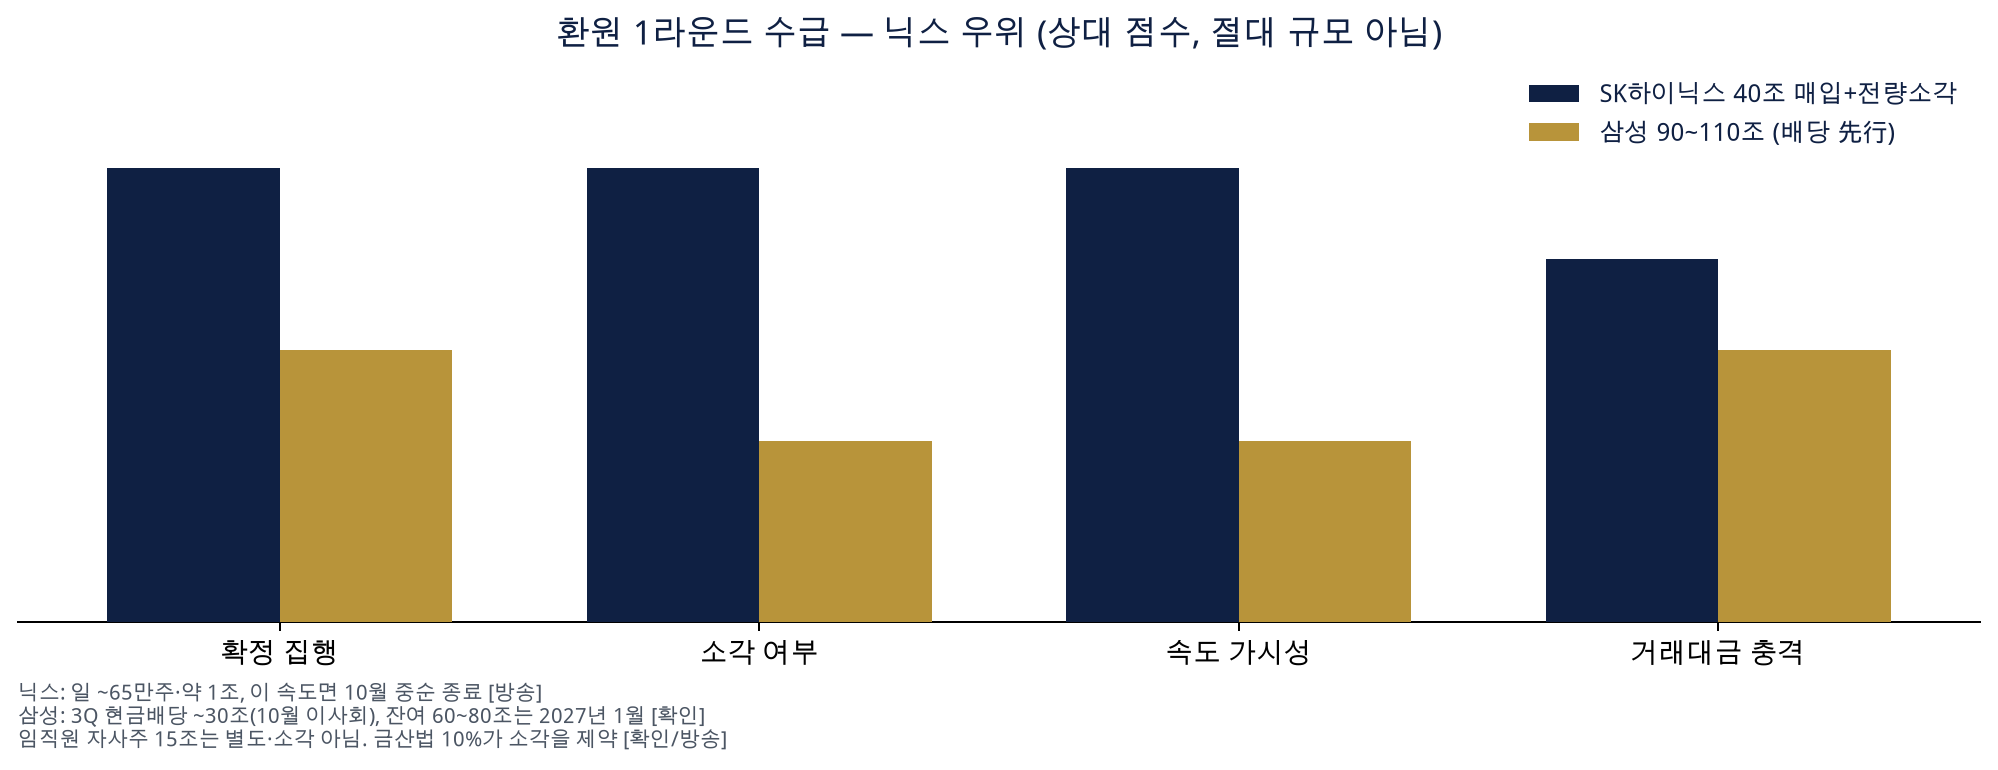 환원 1라운드 수급 — 닉스 우위 (상대 점수, 절대 규모 아님)
SK하이닉스 40조 매입+전량소각
삼성 90~110조 (배당 先行)
확정 집행
소각 여부
속도 가시성
거래대금 충격
닉스: 일 ~65만주·약 1조, 이 속도면 10월 중순 종료 [방송]
삼성: 3Q 현금배당 ~30조(10월 이사회), 잔여 60~80조는 2027년 1월 [확인]
임직원 자사주 15조는 별도·소각 아님. 금산법 10%가 소각을 제약 [확인/방송]